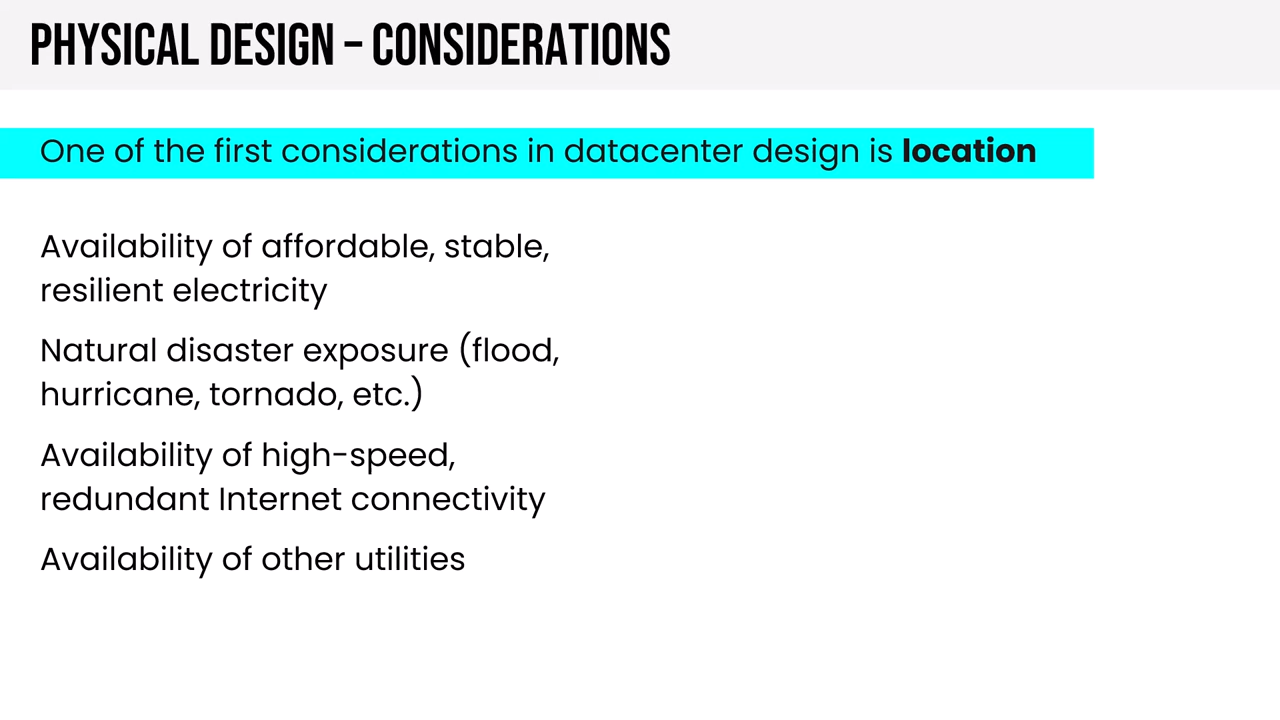 PHYSICAL DESIGN – CONSIDERATIONS
One of the first considerations in datacenter design is location
Availability of affordable, stable,
resilient electricity
Natural disaster exposure (flood,
hurricane, tornado, etc.)
Availability of high-speed,
redundant Internet connectivity
Availability of other utilities